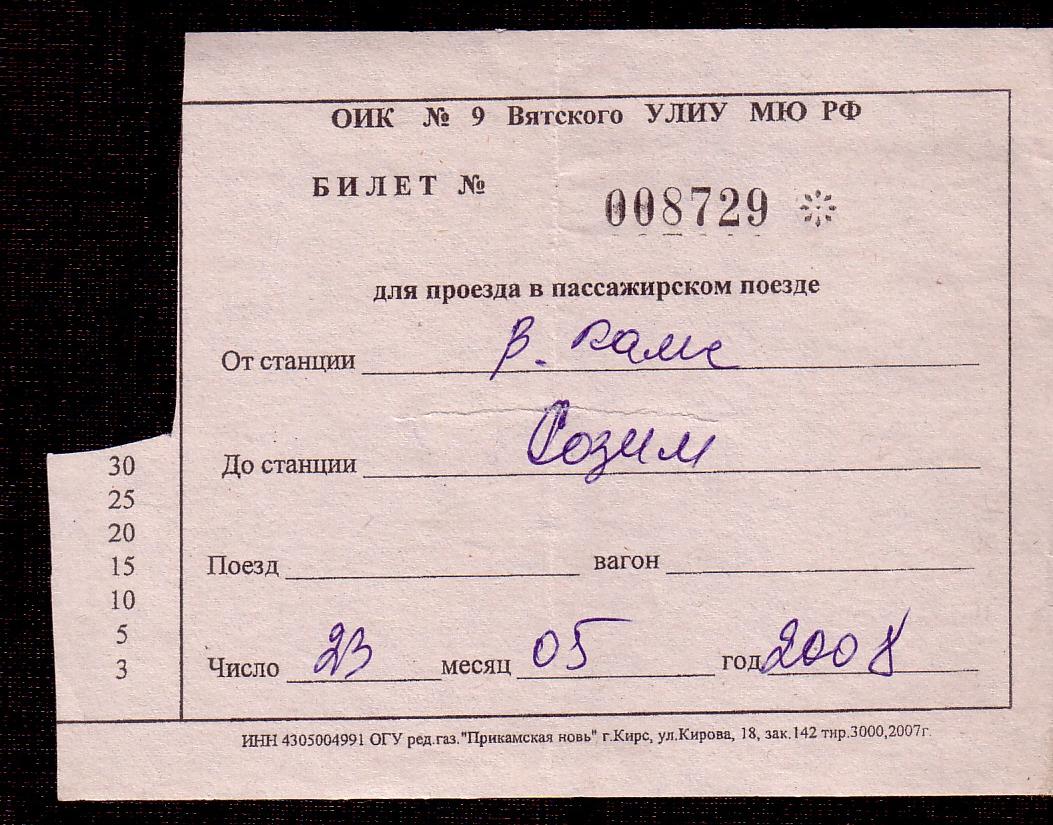 ОИК № 9 Вятского УЛИУ МЮ РФ
БИЛЕТ № 008729
для проезда в пассажирском поезде
От станции В. Каме
До станции Созим
30
25
20
15
10
5
3
Поезд вагон
Число 23 месяц 05 год 2008
ИНН 4305004991 ОГУ ред.газ."Прикамская новь" г.Кирс, ул.Кирова, 18, зак.142 тир.3000,2007г.